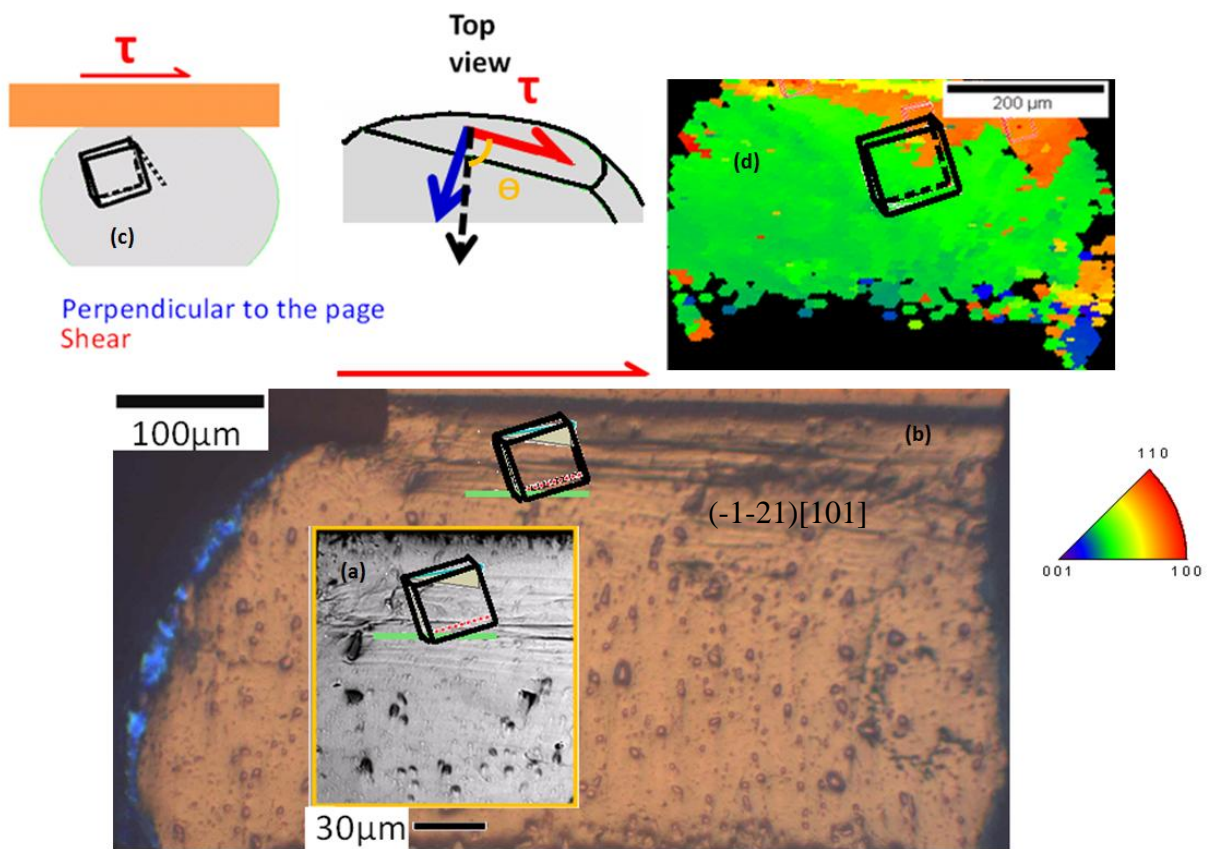 τ
Top
view
τ
Θ
(c)
200 µm
(d)
Perpendicular to the page
Shear
100µm
(b)
(-1-21)[101]
(a)
30µm
110
001
100